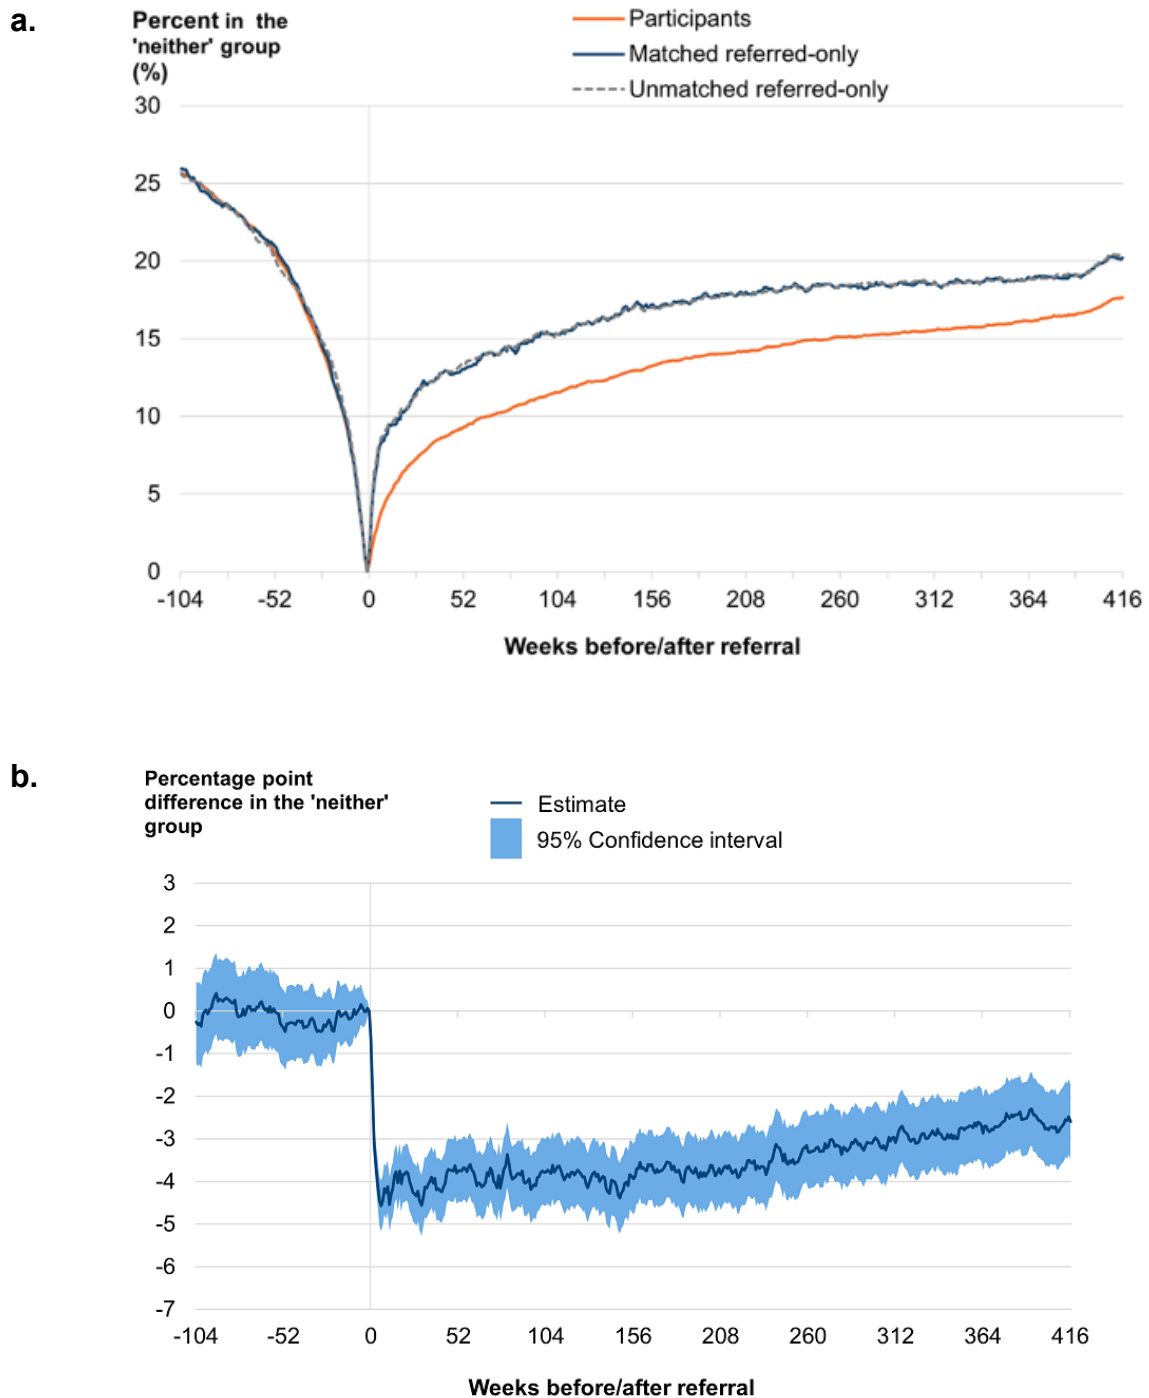 a.
Percent in the
'neither' group
(%)
Participants
Matched referred-only
Unmatched referred-only
30
25
20
15
10
5
0
-104 -52 0 52 104 156 208 260 312 364 416
Weeks before/after referral
b.
Percentage point
difference in the 'neither'
group
Estimate
95% Confidence interval
3
2
1
0
-1
-2
-3
-4
-5
-6
-7
-104 -52 0 52 104 156 208 260 312 364 416
Weeks before/after referral